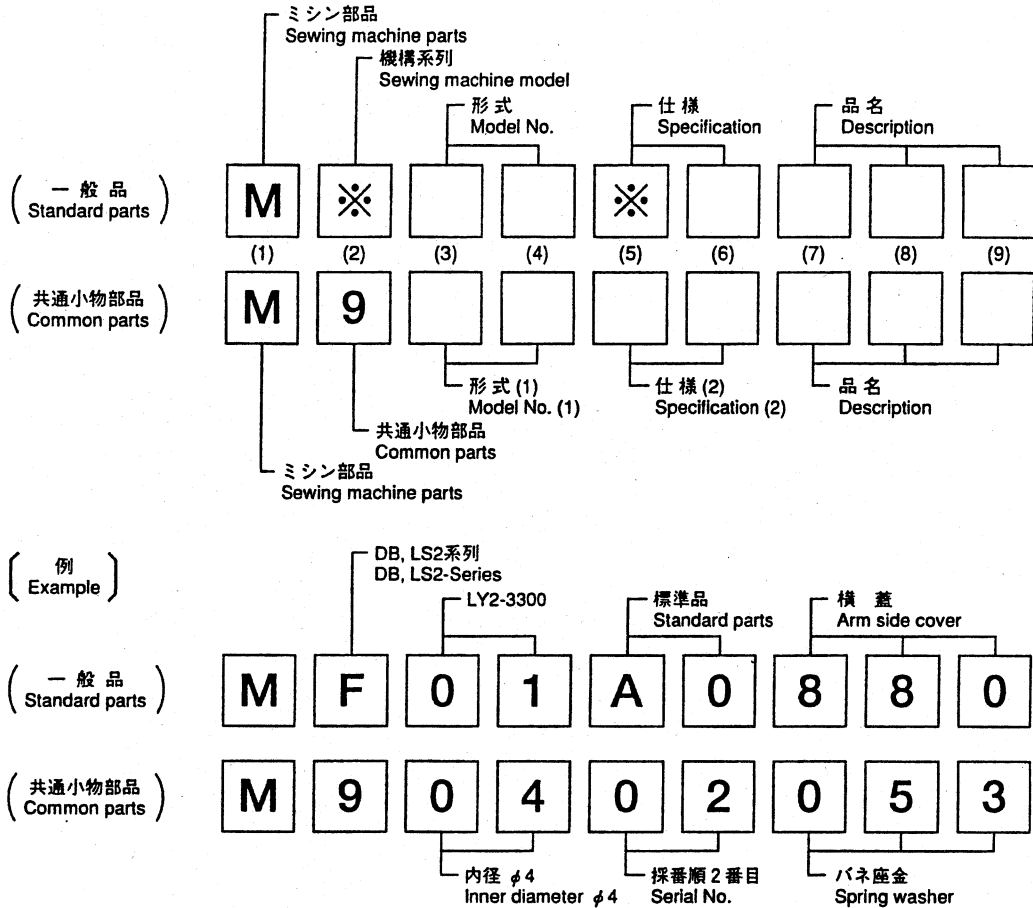 ミシン部品
Sewing machine parts
機構系列
Sewing machine model
形式
Model No.
仕様
Specification
品名
Description
一般品
Standard parts
M ※ ※
(1) (2) (3) (4) (5) (6) (7) (8) (9)
共通小物部品
Common parts
M 9
形式 (1)
Model No. (1)
仕様 (2)
Specification (2)
品名
Description
共通小物部品
Common parts
ミシン部品
Sewing machine parts
例
Example
DB, LS2系列
DB, LS2-Series
LY2-3300
標準品
Standard parts
横蓋
Arm side cover
一般品
Standard parts
M F 0 1 A 0 8 8 0
共通小物部品
Common parts
M 9 0 4 0 2 0 5 3
内径 φ4
Inner diameter φ4
採番順2番目
Serial No.
バネ座金
Spring washer